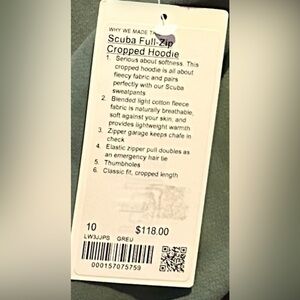 WHY WE MADE
Scuba Full-Zip
Cropped Hoodie
1. Serious about softness. This
cropped hoodie is all about
fleecy fabric and pairs
perfectly with our Scuba
sweatpants
2. Blended light cotton fleece
fabric is naturally breathable,
soft against your skin, and
provides lightweight warmth
3. Zipper garage keeps chafe in
check
4. Elastic zipper pull doubles as
an emergency hair tie
5. Thumbholes
6. Classic fit, cropped length
10 $118.00
LW3JJPS GREU
000157075759